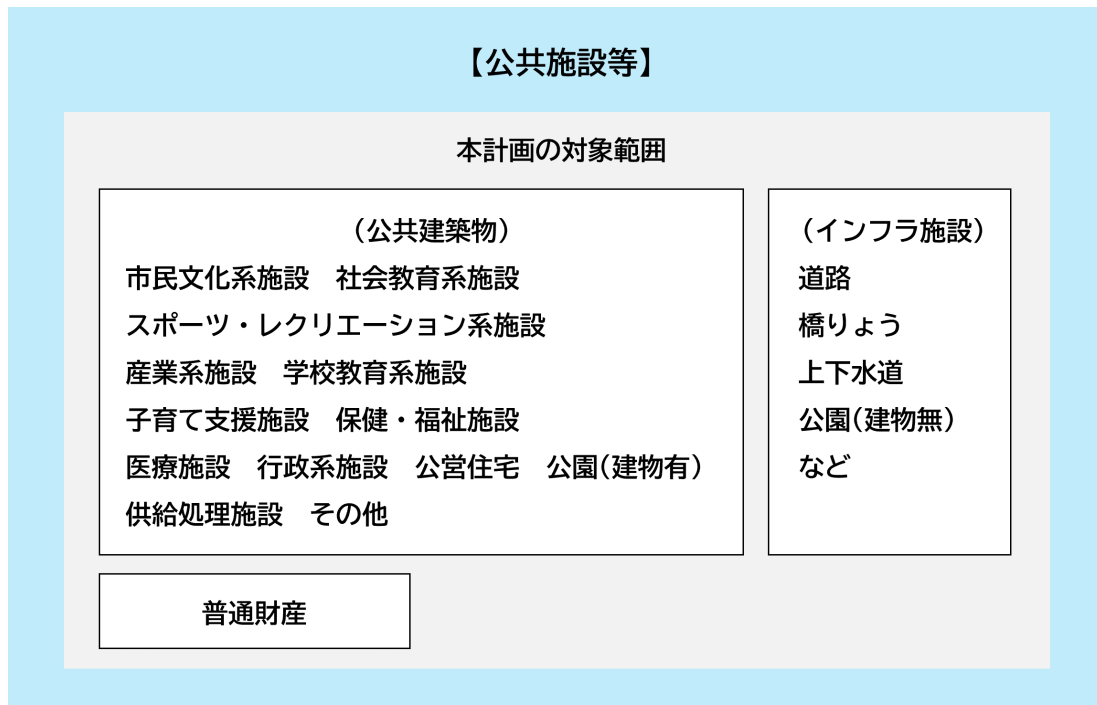 【公共施設等】
本計画の対象範囲
（公共建築物）
市民文化系施設　社会教育系施設
スポーツ・レクリエーション系施設
産業系施設　学校教育系施設
子育て支援施設　保健・福祉施設
医療施設　行政系施設　公営住宅　公園（建物有）
供給処理施設　その他
（インフラ施設）
道路
橋りょう
上下水道
公園（建物無）
など
普通財産